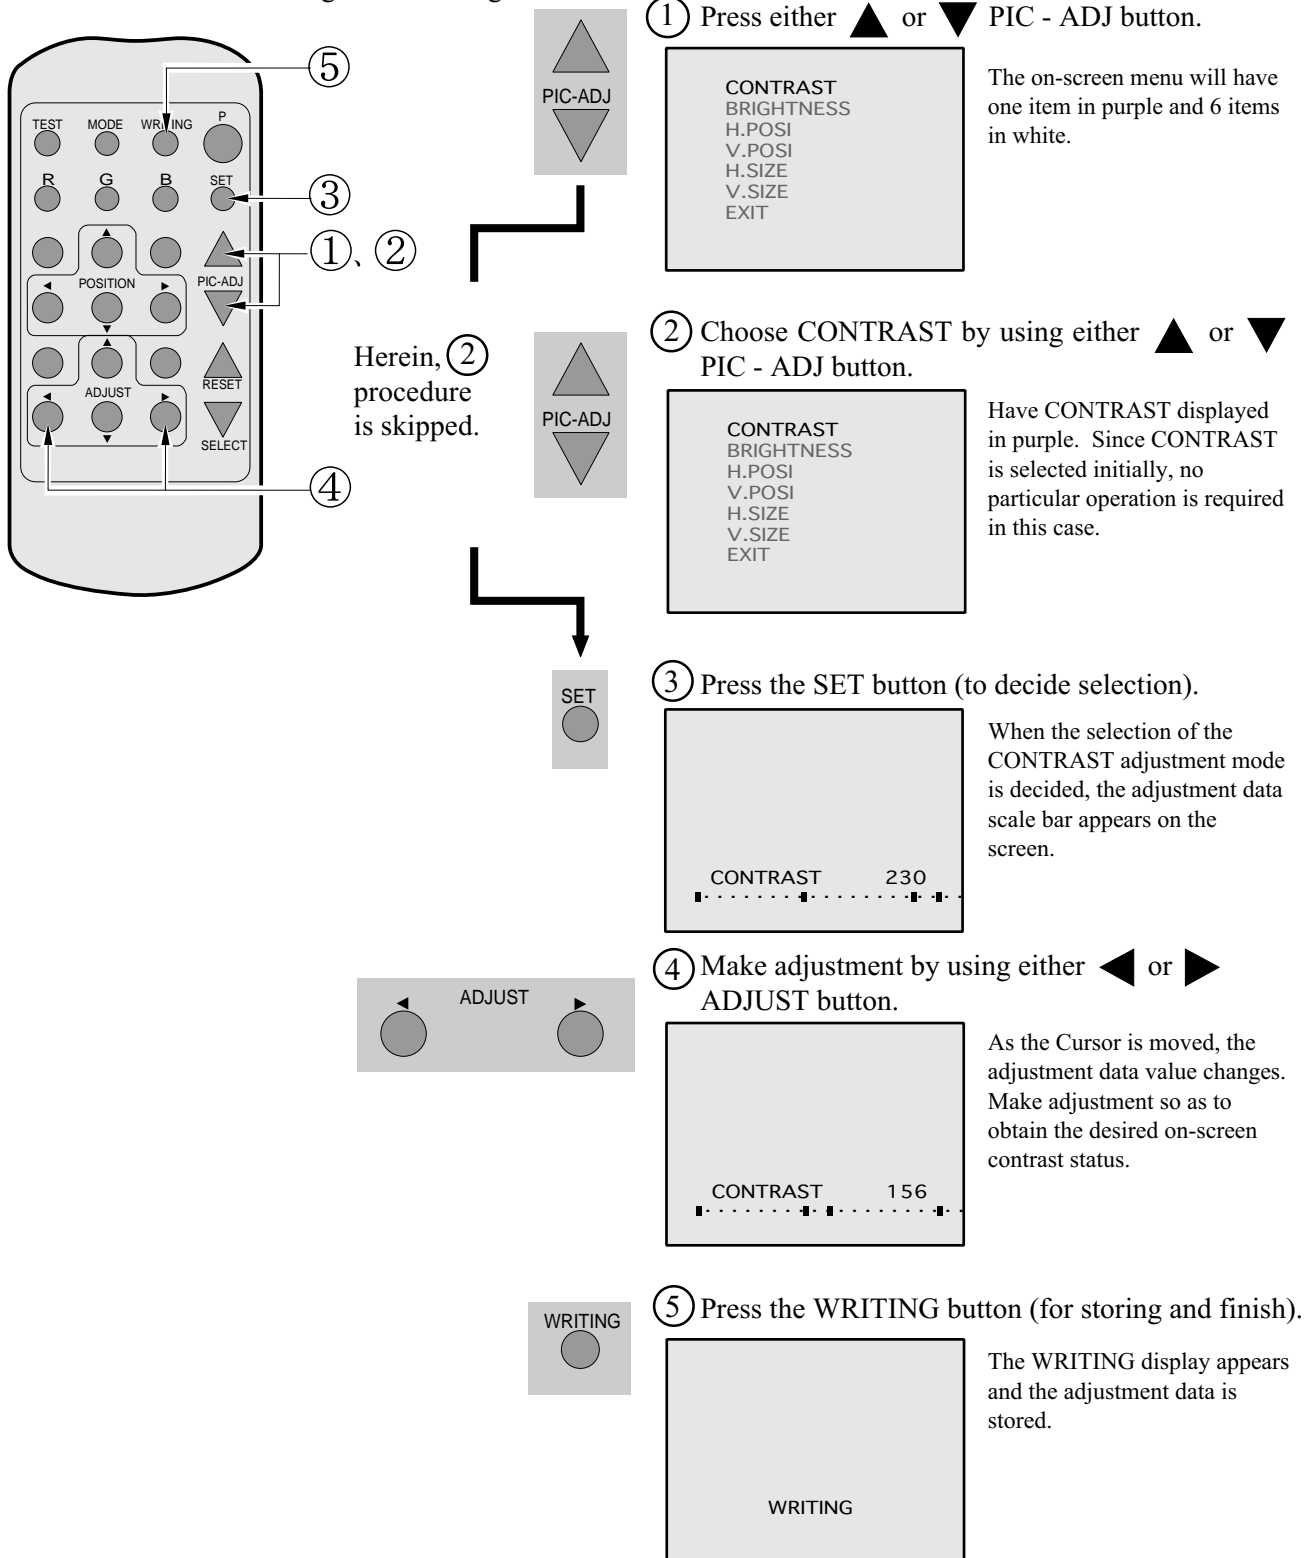 ① Press either ▲ or ▼ PIC - ADJ button.
PIC-ADJ
CONTRAST
BRIGHTNESS
H.POSI
V.POSI
H.SIZE
V.SIZE
EXIT
The on-screen menu will have
one item in purple and 6 items
in white.
⑤
TEST
MODE
WRITING
P
R
G
B
SET
③
①、②
POSITION
PIC-ADJ
RESET
ADJUST
SELECT
④
Herein, ②
procedure
is skipped.
② Choose CONTRAST by using either ▲ or ▼
PIC - ADJ button.
PIC-ADJ
CONTRAST
BRIGHTNESS
H.POSI
V.POSI
H.SIZE
V.SIZE
EXIT
Have CONTRAST displayed
in purple. Since CONTRAST
is selected initially, no
particular operation is required
in this case.
③ Press the SET button (to decide selection).
SET
CONTRAST 230
When the selection of the
CONTRAST adjustment mode
is decided, the adjustment data
scale bar appears on the
screen.
④ Make adjustment by using either ◀ or ▶
ADJUST button.
ADJUST
CONTRAST 156
As the Cursor is moved, the
adjustment data value changes.
Make adjustment so as to
obtain the desired on-screen
contrast status.
⑤ Press the WRITING button (for storing and finish).
WRITING
WRITING
The WRITING display appears
and the adjustment data is
stored.